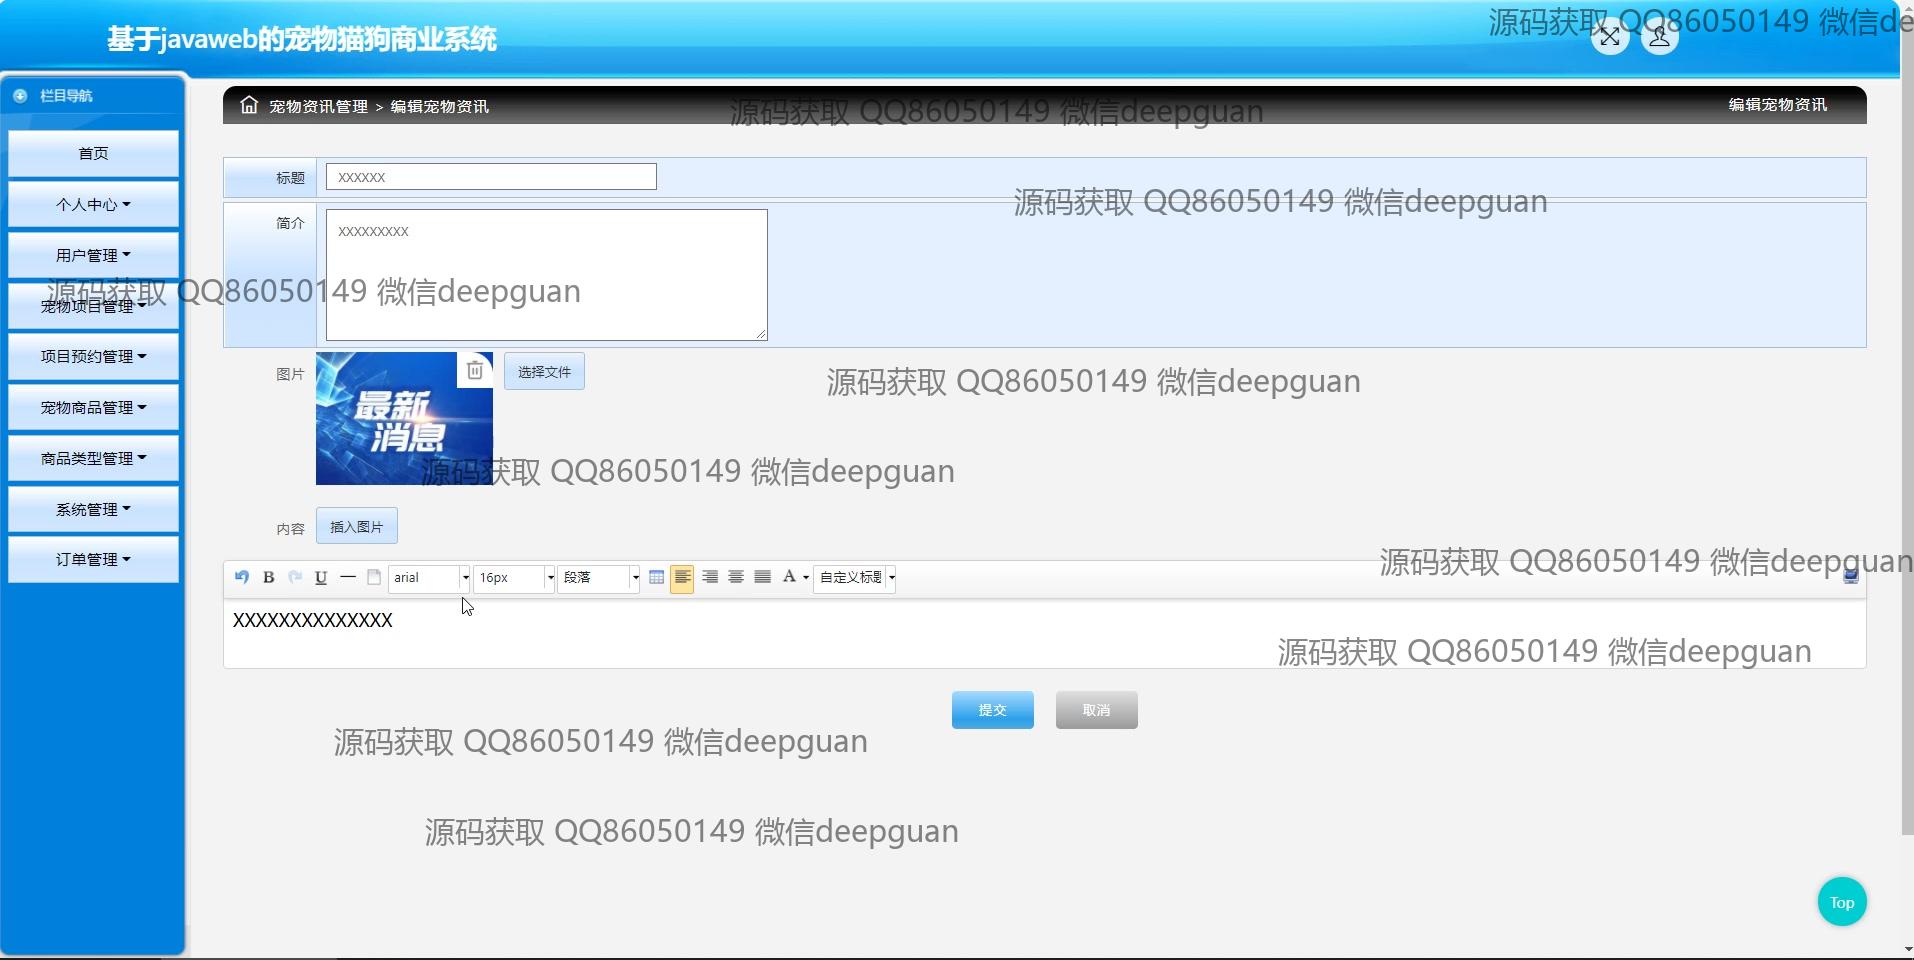 基于javaweb的宠物猫狗商业系统
源码获取 QQ86050149 微信de
栏目导航
宠物资讯管理 > 编辑宠物资讯
编辑宠物资讯
源码获取 QQ86050149 微信deepguan
首页
标题
XXXXXX
源码获取 QQ86050149 微信deepguan
个人中心
简介
XXXXXXXXX
用户管理
源码获取 QQ86050149 微信deepguan
宠物项目管理
项目预约管理
图片
最新
消息
选择文件
源码获取 QQ86050149 微信deepguan
宠物商品管理
商品类型管理
源码获取 QQ86050149 微信deepguan
系统管理
内容
插入图片
订单管理
源码获取 QQ86050149 微信deepguan
B U arial 16px 段落 A 自定义标题
XXXXXXXXXXXXXX
源码获取 QQ86050149 微信deepguan
提交
取消
源码获取 QQ86050149 微信deepguan
源码获取 QQ86050149 微信deepguan
Top